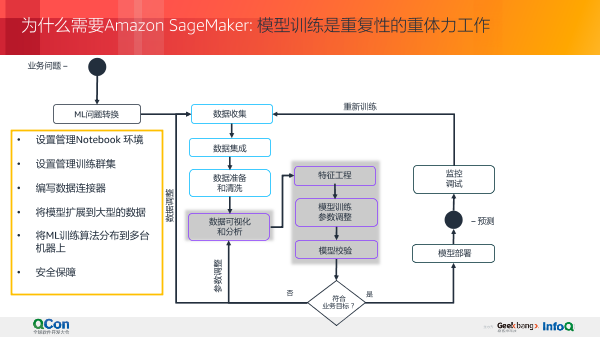 为什么需要Amazon SageMaker: 模型训练是重复性的重体力工作
业务问题 –
ML问题转换
数据收集
重新训练
• 设置管理Notebook 环境
• 设置管理训练群集
• 编写数据连接器
• 将模型扩展到大型的数据
• 将ML训练算法分布到多台
机器上
• 安全保障
数据集成
数据准备
和清洗
数据可视化
和分析
数据调整
参数调整
特征工程
模型训练
参数调整
模型校验
监控
调试
– 预测
模型部署
否
符合
业务目标？
是
QCon
全球软件开发大会
Geekbang
InfoQ